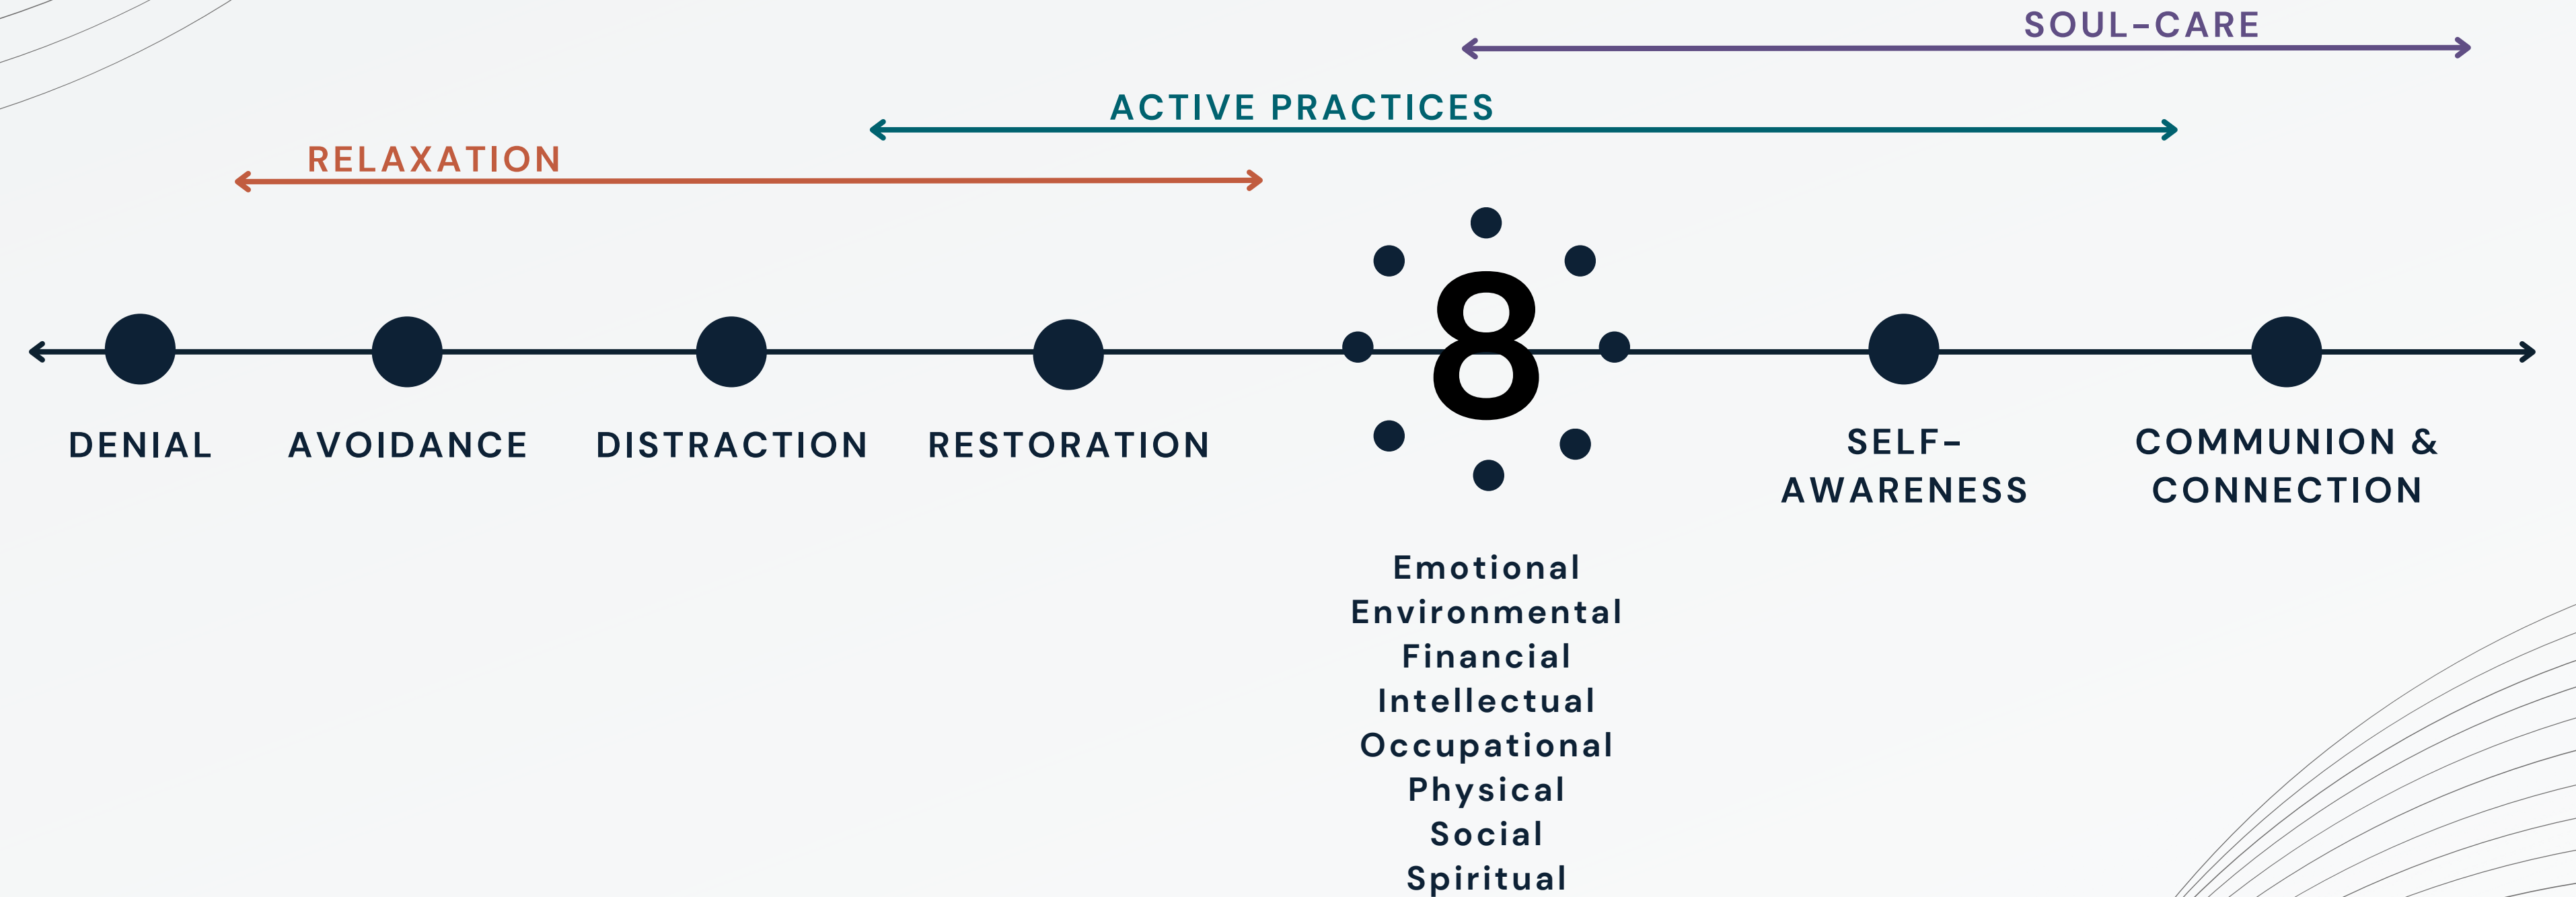 SOUL-CARE
ACTIVE PRACTICES
RELAXATION
8
DENIAL
AVOIDANCE
DISTRACTION
RESTORATION
SELF-
AWARENESS
COMMUNION &
CONNECTION
Emotional
Environmental
Financial
Intellectual
Occupational
Physical
Social
Spiritual